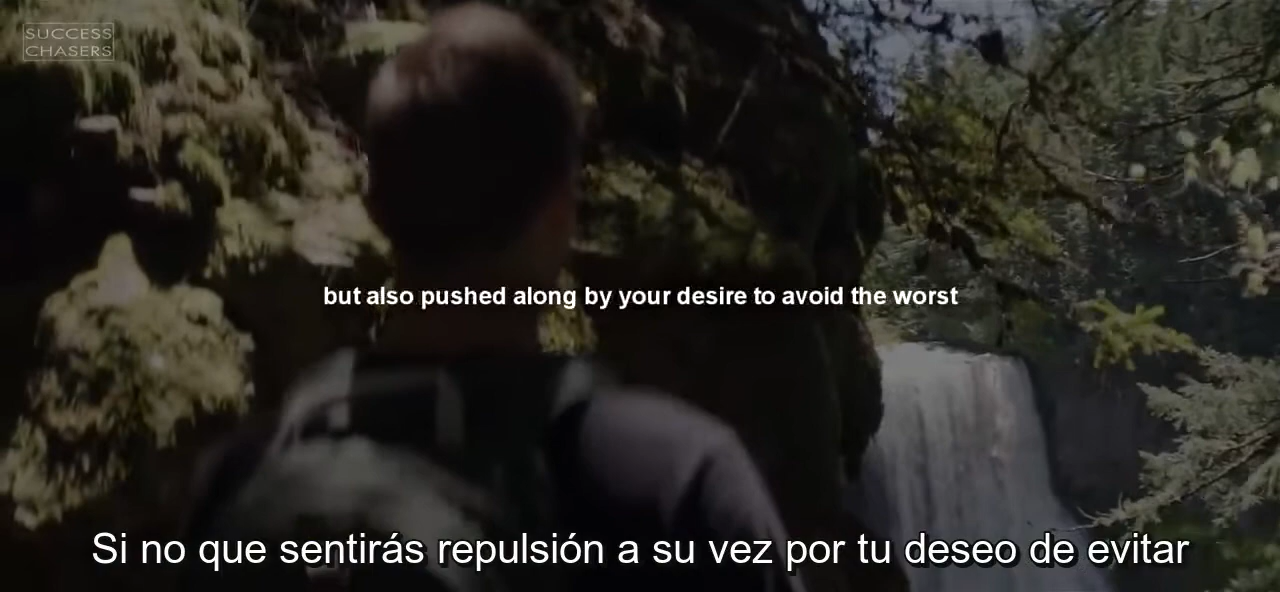 SUCCESS
CHASERS
but also pushed along by your desire to avoid the worst
Si no que sentirás repulsión a su vez por tu deseo de evitar